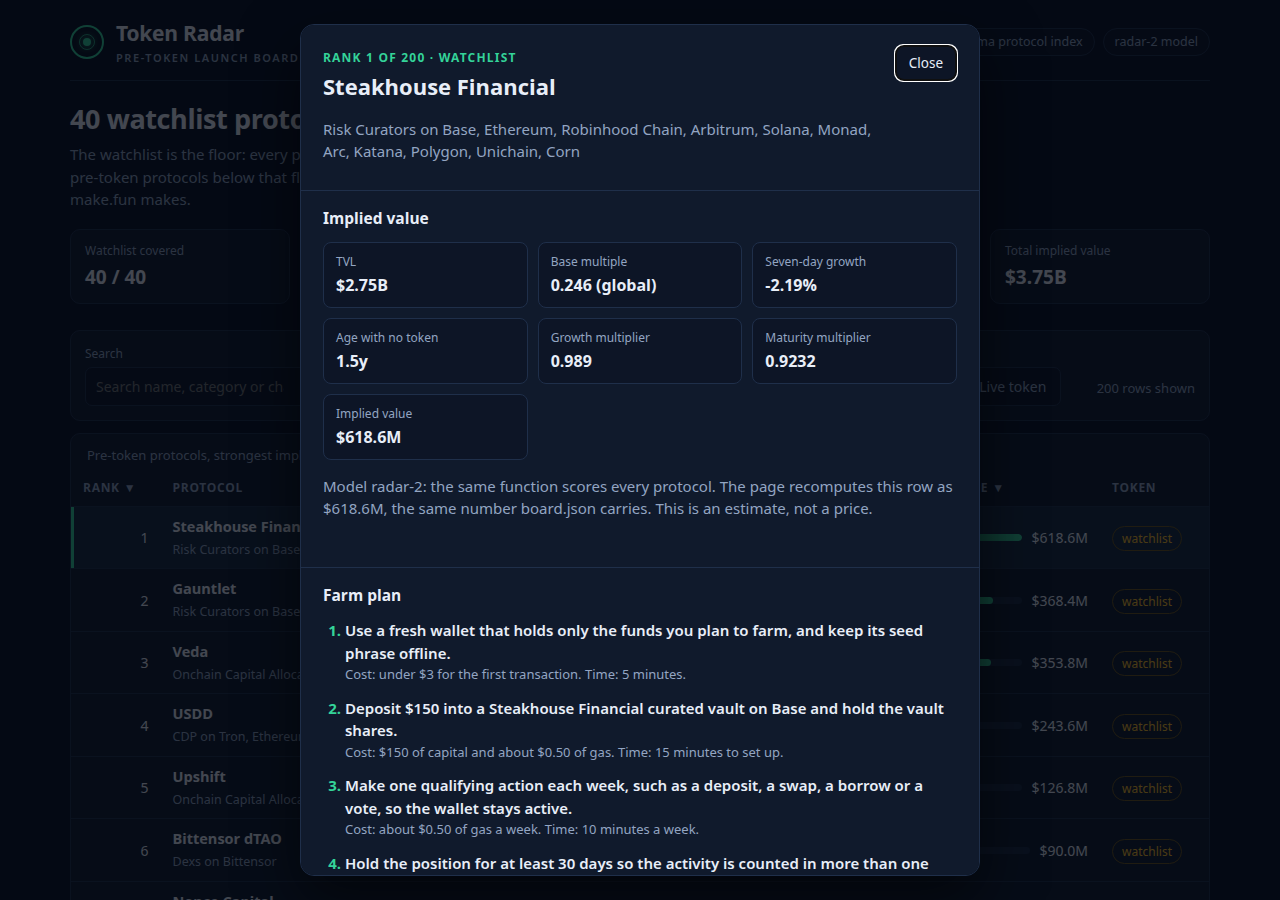 Token Radar
PRE-TOKEN LAUNCH BOARD
ma protocol index
radar-2 model
40 watchlist proto
The watchlist is the floor: every p
pre-token protocols below that fl
make.fun makes.
Watchlist covered
40 / 40
Total implied value
$3.75B
Search
Search name, category or ch
Live token
200 rows shown
Pre-token protocols, strongest imp
RANK ▼
PROTOCOL
E ▼
TOKEN
1
Steakhouse Finan
Risk Curators on Base
$618.6M
watchlist
2
Gauntlet
Risk Curators on Base
$368.4M
watchlist
3
Veda
Onchain Capital Alloca
$353.8M
watchlist
4
USDD
CDP on Tron, Ethereu
$243.6M
watchlist
5
Upshift
Onchain Capital Alloca
$126.8M
watchlist
6
Bittensor dTAO
Dexs on Bittensor
$90.0M
watchlist
RANK 1 OF 200 · WATCHLIST
Steakhouse Financial
Close
Risk Curators on Base, Ethereum, Robinhood Chain, Arbitrum, Solana, Monad,
Arc, Katana, Polygon, Unichain, Corn
Implied value
TVL
$2.75B
Base multiple
0.246 (global)
Seven-day growth
-2.19%
Age with no token
1.5y
Growth multiplier
0.989
Maturity multiplier
0.9232
Implied value
$618.6M
Model radar-2: the same function scores every protocol. The page recomputes this row as
$618.6M, the same number board.json carries. This is an estimate, not a price.
Farm plan
1. Use a fresh wallet that holds only the funds you plan to farm, and keep its seed
phrase offline.
Cost: under $3 for the first transaction. Time: 5 minutes.
2. Deposit $150 into a Steakhouse Financial curated vault on Base and hold the vault
shares.
Cost: $150 of capital and about $0.50 of gas. Time: 15 minutes to set up.
3. Make one qualifying action each week, such as a deposit, a swap, a borrow or a
vote, so the wallet stays active.
Cost: about $0.50 of gas a week. Time: 10 minutes a week.
4. Hold the position for at least 30 days so the activity is counted in more than one